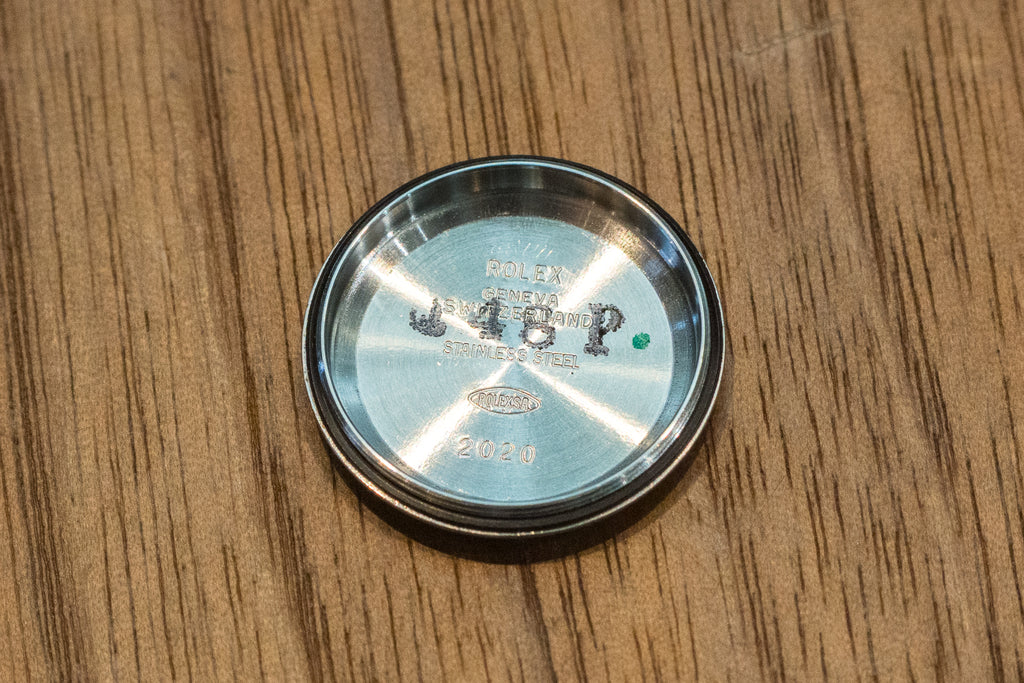 ROLEX
GENEVA
SWITZERLAND
STAINLESS STEEL
ROLEXSA
2020